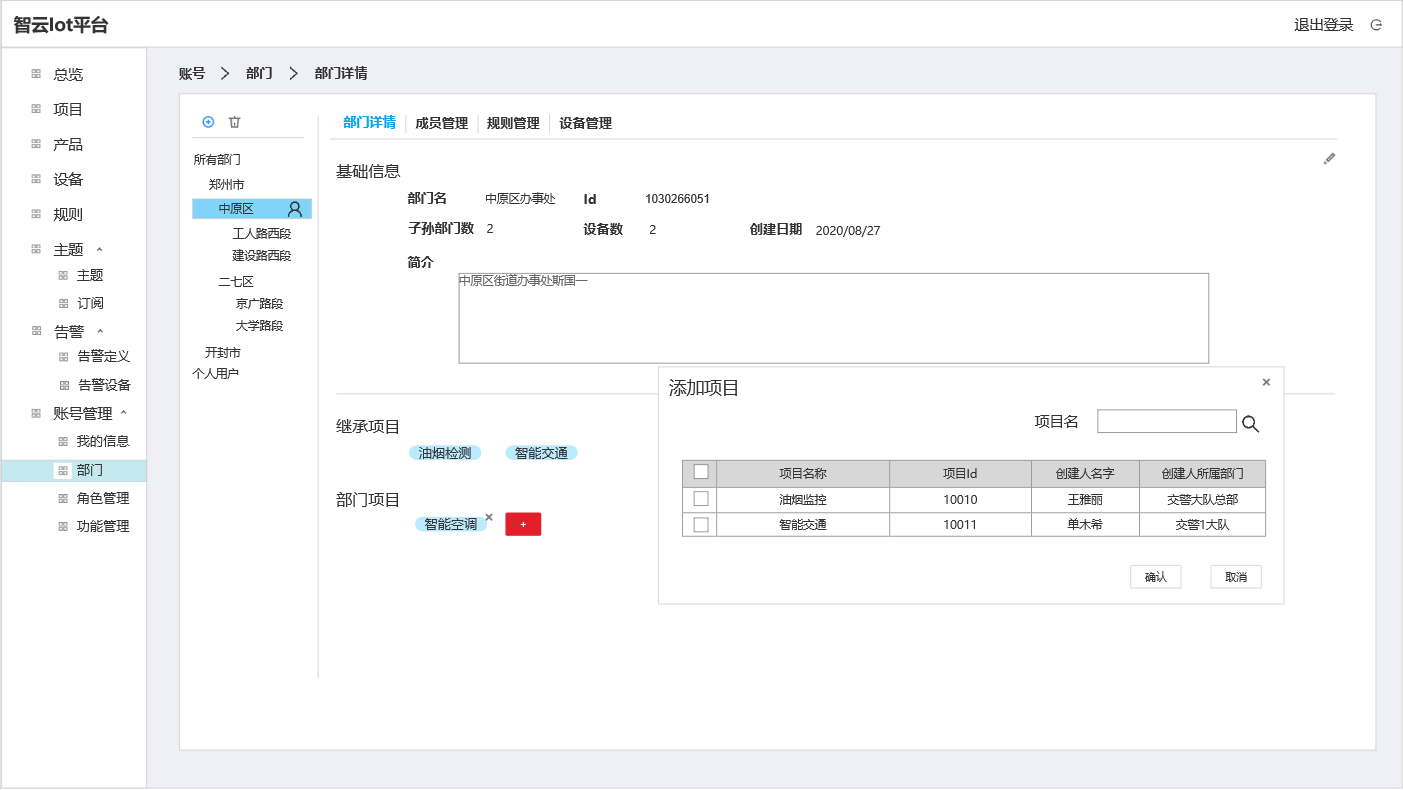 智云Iot平台
退出登录
总览
项目
产品
设备
规则
主题
主题
订阅
告警
告警定义
告警设备
账号管理
我的信息
部门
角色管理
功能管理
账号 > 部门 > 部门详情
所有部门
郑州市
中原区
工人路西段
建设路西段
二七区
京广路段
大学路段
开封市
个人用户
部门详情 成员管理 规则管理 设备管理
基础信息
部门名 中原区办事处 Id 1030266051
子孙部门数 2 设备数 2 创建日期 2020/08/27
简介
中原区街道办事处斯国一
继承项目
油烟检测 智能交通
部门项目
智能空调 × +
添加项目 ×
项目名
项目名称 项目Id 创建人名字 创建人所属部门
油烟监控 10010 王雅丽 交警大队总部
智能交通 10011 单木希 交警1大队
确认 取消